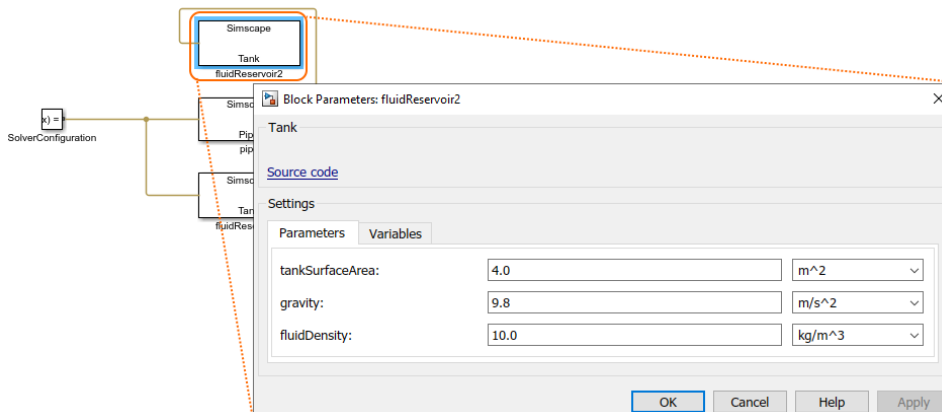 Simscape
Tank
fluidReservoir2
x) =
SolverConfiguration
Block Parameters: fluidReservoir2
Tank
Source code
Settings
Parameters Variables
tankSurfaceArea: 4.0 m^2
gravity: 9.8 m/s^2
fluidDensity: 10.0 kg/m^3
OK Cancel Help Apply